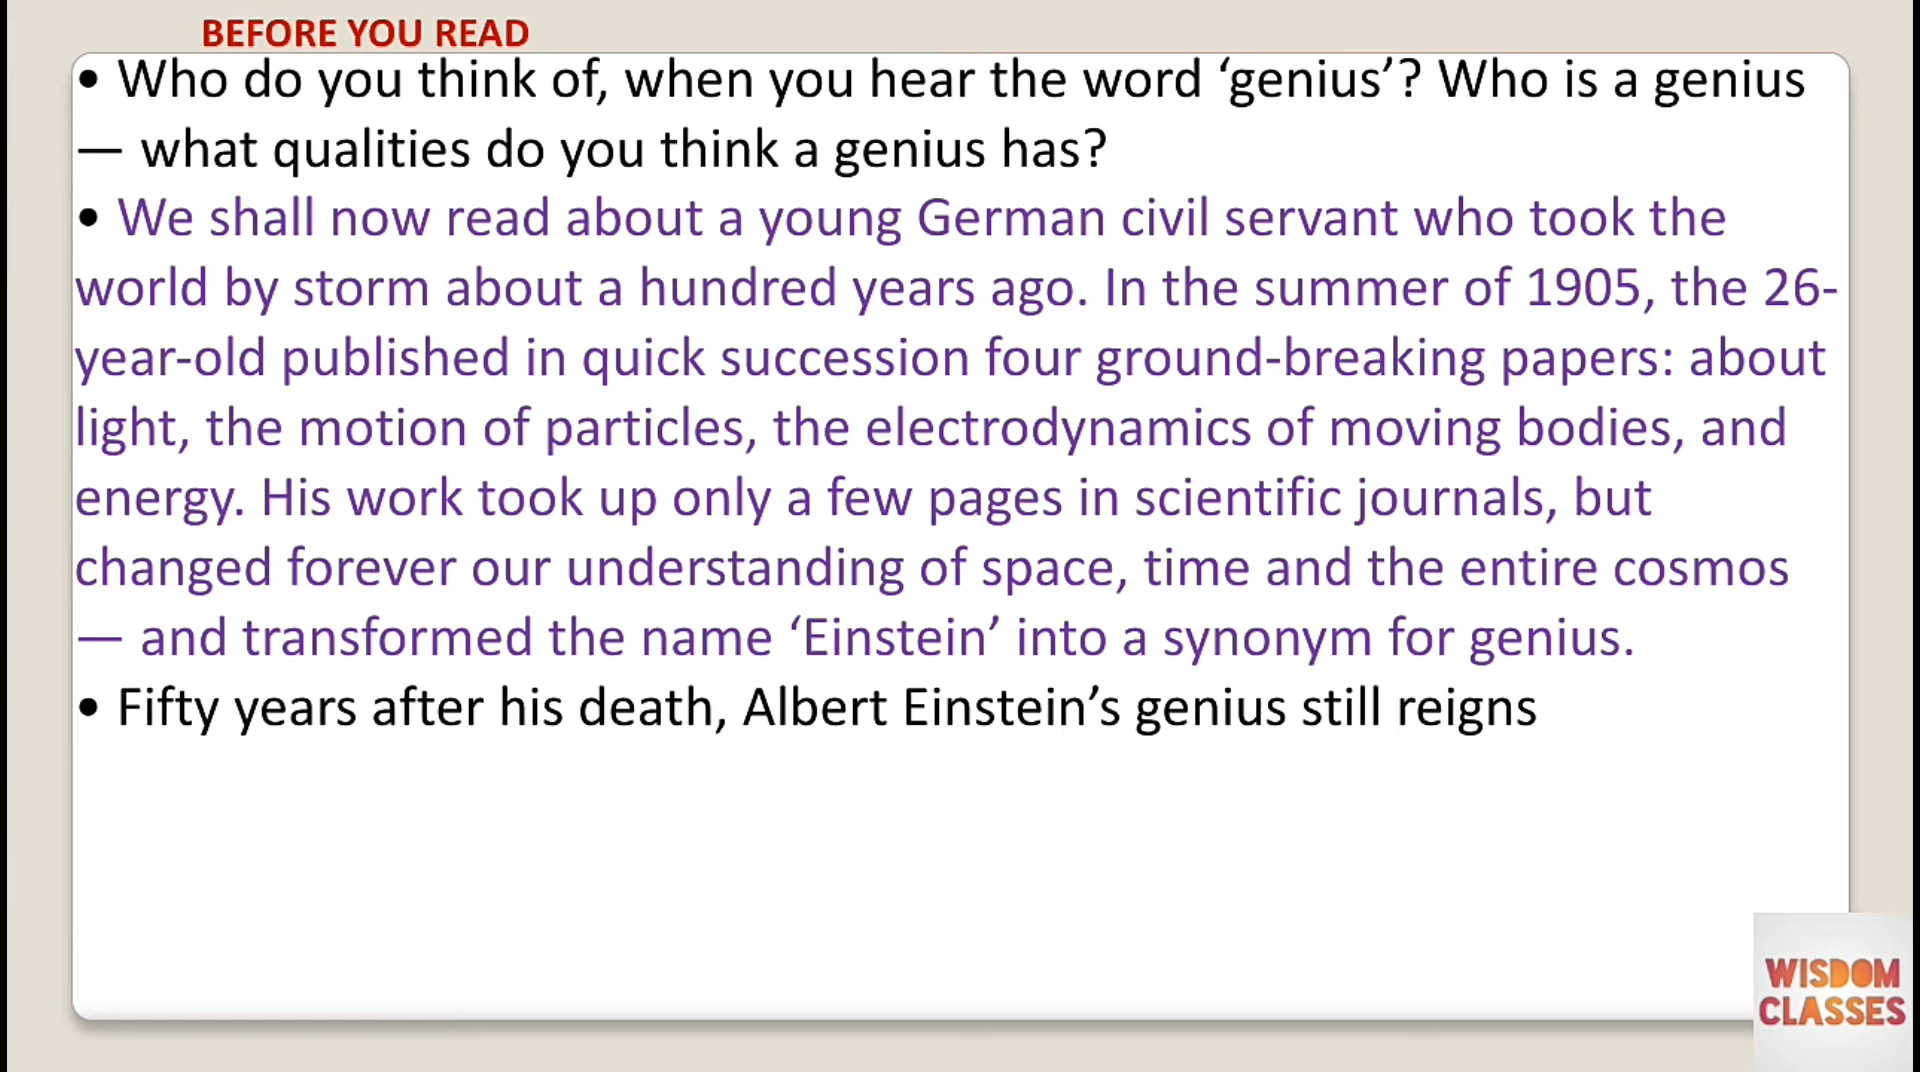 BEFORE YOU READ
• Who do you think of, when you hear the word ‘genius’? Who is a genius
— what qualities do you think a genius has?
• We shall now read about a young German civil servant who took the
world by storm about a hundred years ago. In the summer of 1905, the 26-
year-old published in quick succession four ground-breaking papers: about
light, the motion of particles, the electrodynamics of moving bodies, and
energy. His work took up only a few pages in scientific journals, but
changed forever our understanding of space, time and the entire cosmos
— and transformed the name ‘Einstein’ into a synonym for genius.
• Fifty years after his death, Albert Einstein’s genius still reigns
WISDOM
CLASSES